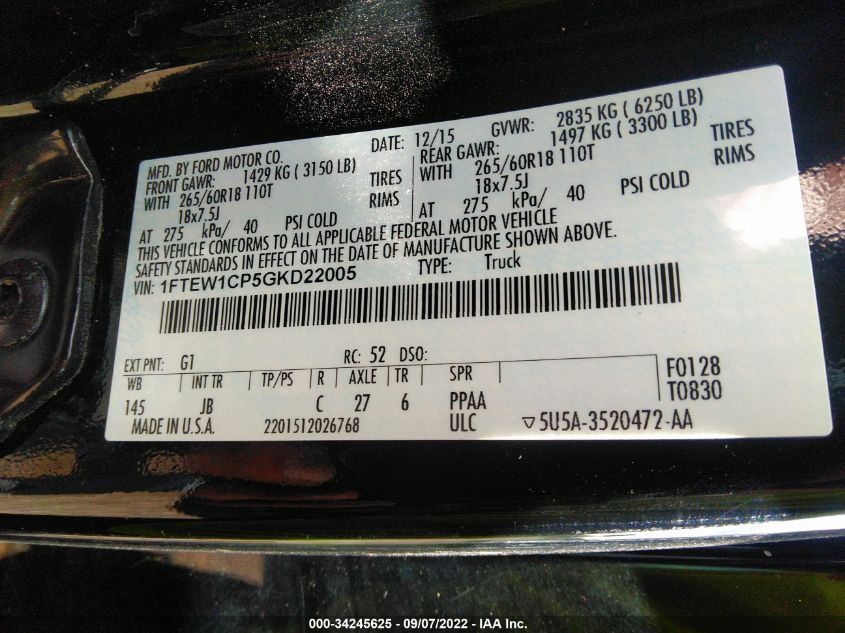 MFD. BY FORD MOTOR CO. DATE: 12/15 GVWR: 2835 KG ( 6250 LB)
FRONT GAWR: 1429 KG ( 3150 LB) REAR GAWR: 1497 KG ( 3300 LB)
WITH 265/60R18 110T TIRES WITH 265/60R18 110T TIRES
18x7.5J RIMS 18x7.5J RIMS
AT 275 kPa/ 40 PSI COLD AT 275 kPa/ 40 PSI COLD
THIS VEHICLE CONFORMS TO ALL APPLICABLE FEDERAL MOTOR VEHICLE
SAFETY STANDARDS IN EFFECT ON THE DATE OF MANUFACTURE SHOWN ABOVE.
VIN: 1FTEW1CP5GKD22005 TYPE: Truck
EXT PNT: G1 RC: 52 DSO:
WB INT TR TP/PS R AXLE TR SPR F0128
145 JB C 27 6 PPAA T0830
MADE IN U.S.A. 2201512026768 ULC ▽5U5A-3520472-AA
000-34245625 - 09/07/2022 - IAA Inc.